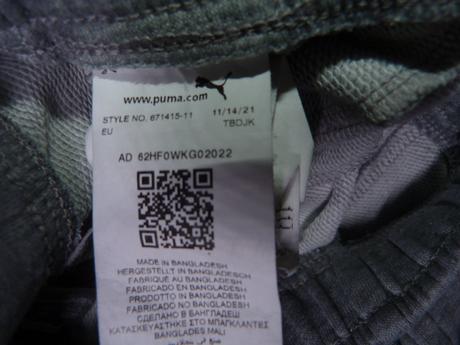 www.puma.com
STYLE NO. 671415-11 11/14/21
EU TBDJK
AD 62HF0WKG02022
MADE IN BANGLADESH
HERGESTELLT IN BANGLADESCH
FABRIQUÉ AU BANGLADESH
FABRICADO EN BANGLADESH
PRODOTTO IN BANGLADESH
FABRICADO NO BANGLADESH
СДЕЛАНО В БАНГЛАДЕШ
ΚΑΤΑΣΚΕΥΑΣΤΗΚΕ ΣΤΟ ΜΠΑΓΚΛΑΝΤΕΣ
BANGLADES MALI